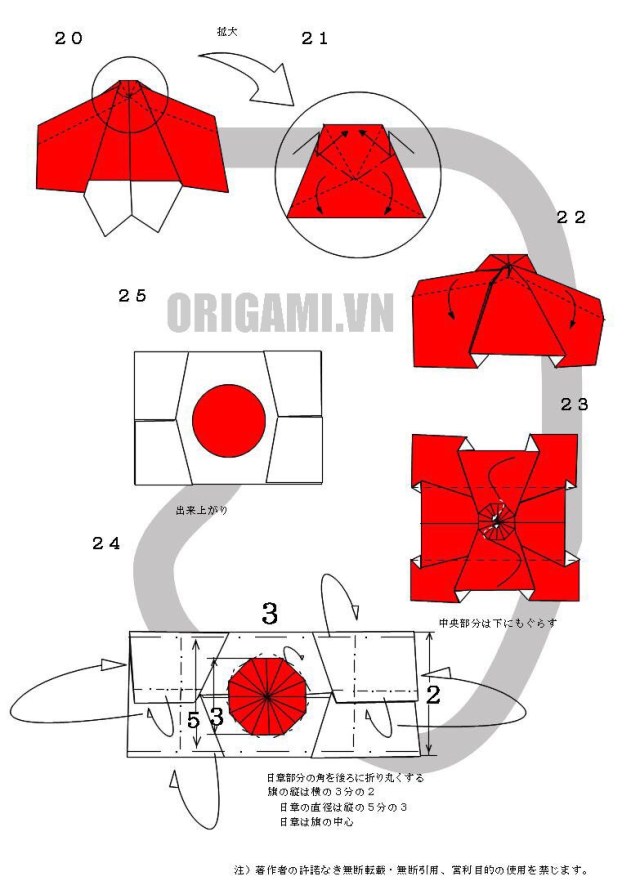 20
拡大
21
22
25
ORIGAMI.VN
23
出来上がり
24
中央部分は下にもぐらす
3
2
5
3
日章部分の角を後ろに折り丸くする
旗の縦は横の3分の2
日章の直径は縦の5分の3
日章は旗の中心
注）著作者の許諾なき無断転載・無断引用、営利目的の使用を禁じます。